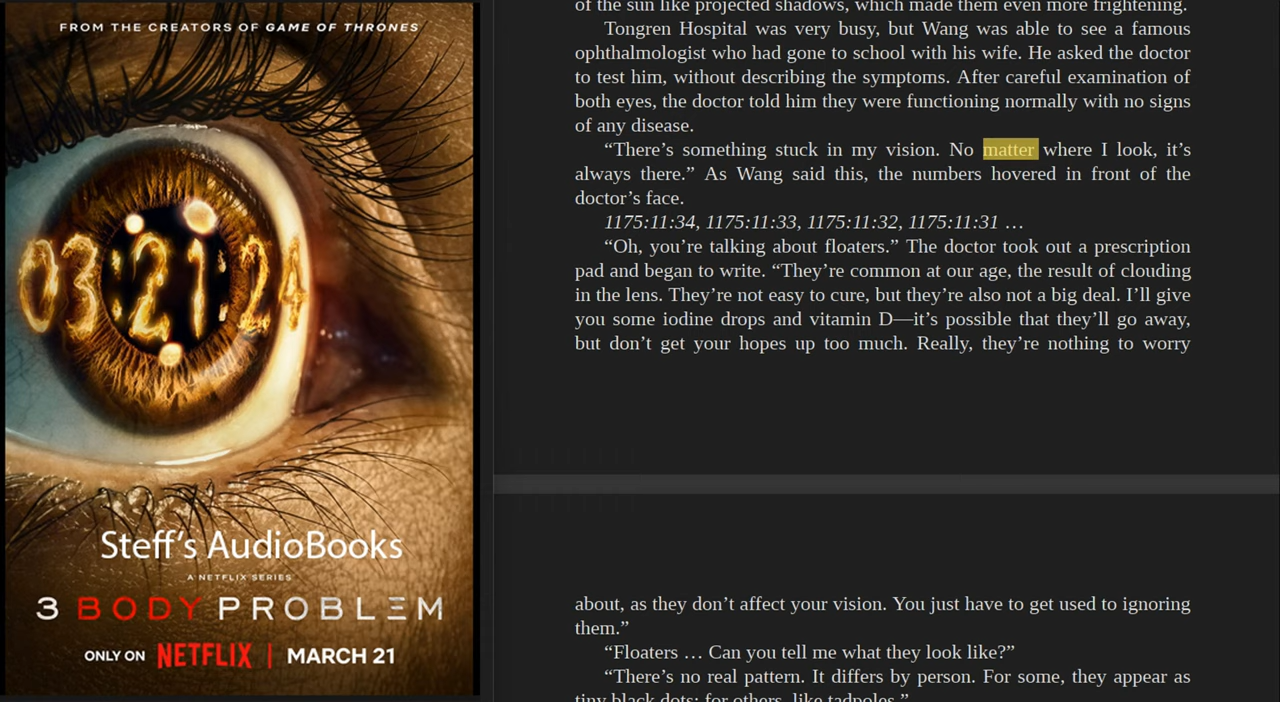 FROM THE CREATORS OF GAME OF THRONES
03:21:24
Steff's AudioBooks
A NETFLIX SERIES
3 BODY PROBLEM
ONLY ON NETFLIX | MARCH 21
of the sun like projected shadows, which made them even more frightening.
Tongren Hospital was very busy, but Wang was able to see a famous
ophthalmologist who had gone to school with his wife. He asked the doctor
to test him, without describing the symptoms. After careful examination of
both eyes, the doctor told him they were functioning normally with no signs
of any disease.
“There’s something stuck in my vision. No matter where I look, it’s
always there.” As Wang said this, the numbers hovered in front of the
doctor’s face.
1175:11:34, 1175:11:33, 1175:11:32, 1175:11:31 …
“Oh, you’re talking about floaters.” The doctor took out a prescription
pad and began to write. “They’re common at our age, the result of clouding
in the lens. They’re not easy to cure, but they’re also not a big deal. I’ll give
you some iodine drops and vitamin D—it’s possible that they’ll go away,
but don’t get your hopes up too much. Really, they’re nothing to worry
about, as they don’t affect your vision. You just have to get used to ignoring
them.”
“Floaters … Can you tell me what they look like?”
“There’s no real pattern. It differs by person. For some, they appear as
tiny black dots; for others, like tadpoles.”